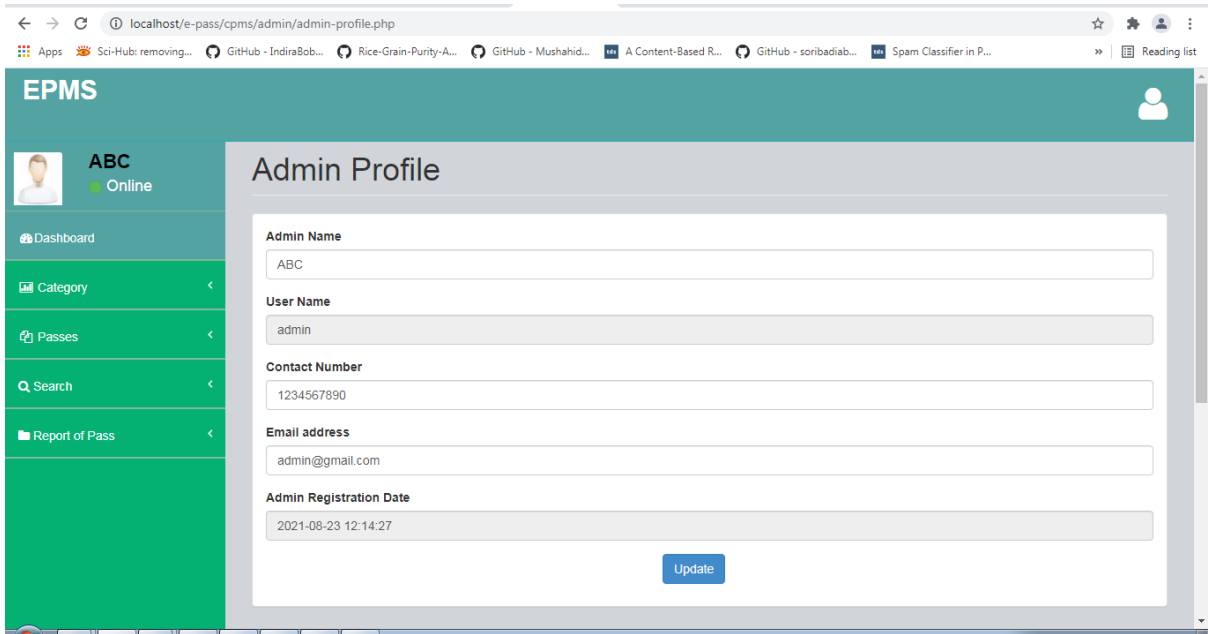 localhost/e-pass/cpms/admin/admin-profile.php
Apps Sci-Hub: removing... GitHub - IndiraBob... Rice-Grain-Purity-A... GitHub - Mushahid... A Content-Based R... GitHub - soribadiab... Spam Classifier in P... » Reading list
EPMS
ABC
Online
Dashboard
Category
Passes
Search
Report of Pass
Admin Profile
Admin Name
ABC
User Name
admin
Contact Number
1234567890
Email address
admin@gmail.com
Admin Registration Date
2021-08-23 12:14:27
Update